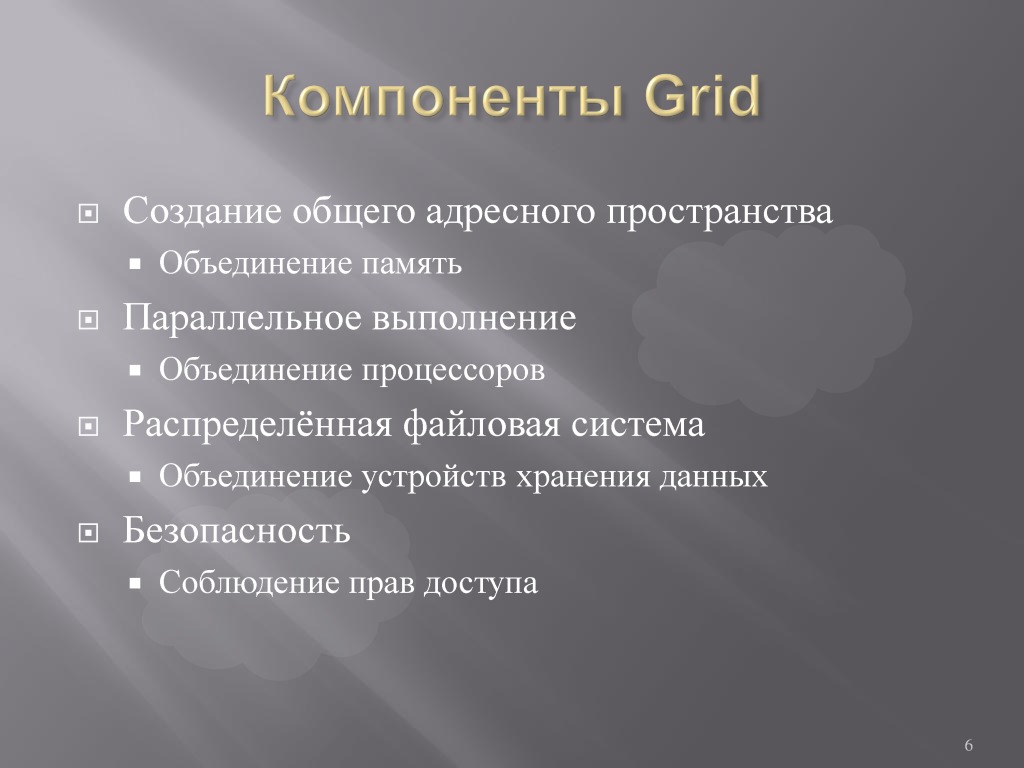 Компоненты Grid
Создание общего адресного пространства
Объединение память
Параллельное выполнение
Объединение процессоров
Распределённая файловая система
Объединение устройств хранения данных
Безопасность
Соблюдение прав доступа
6